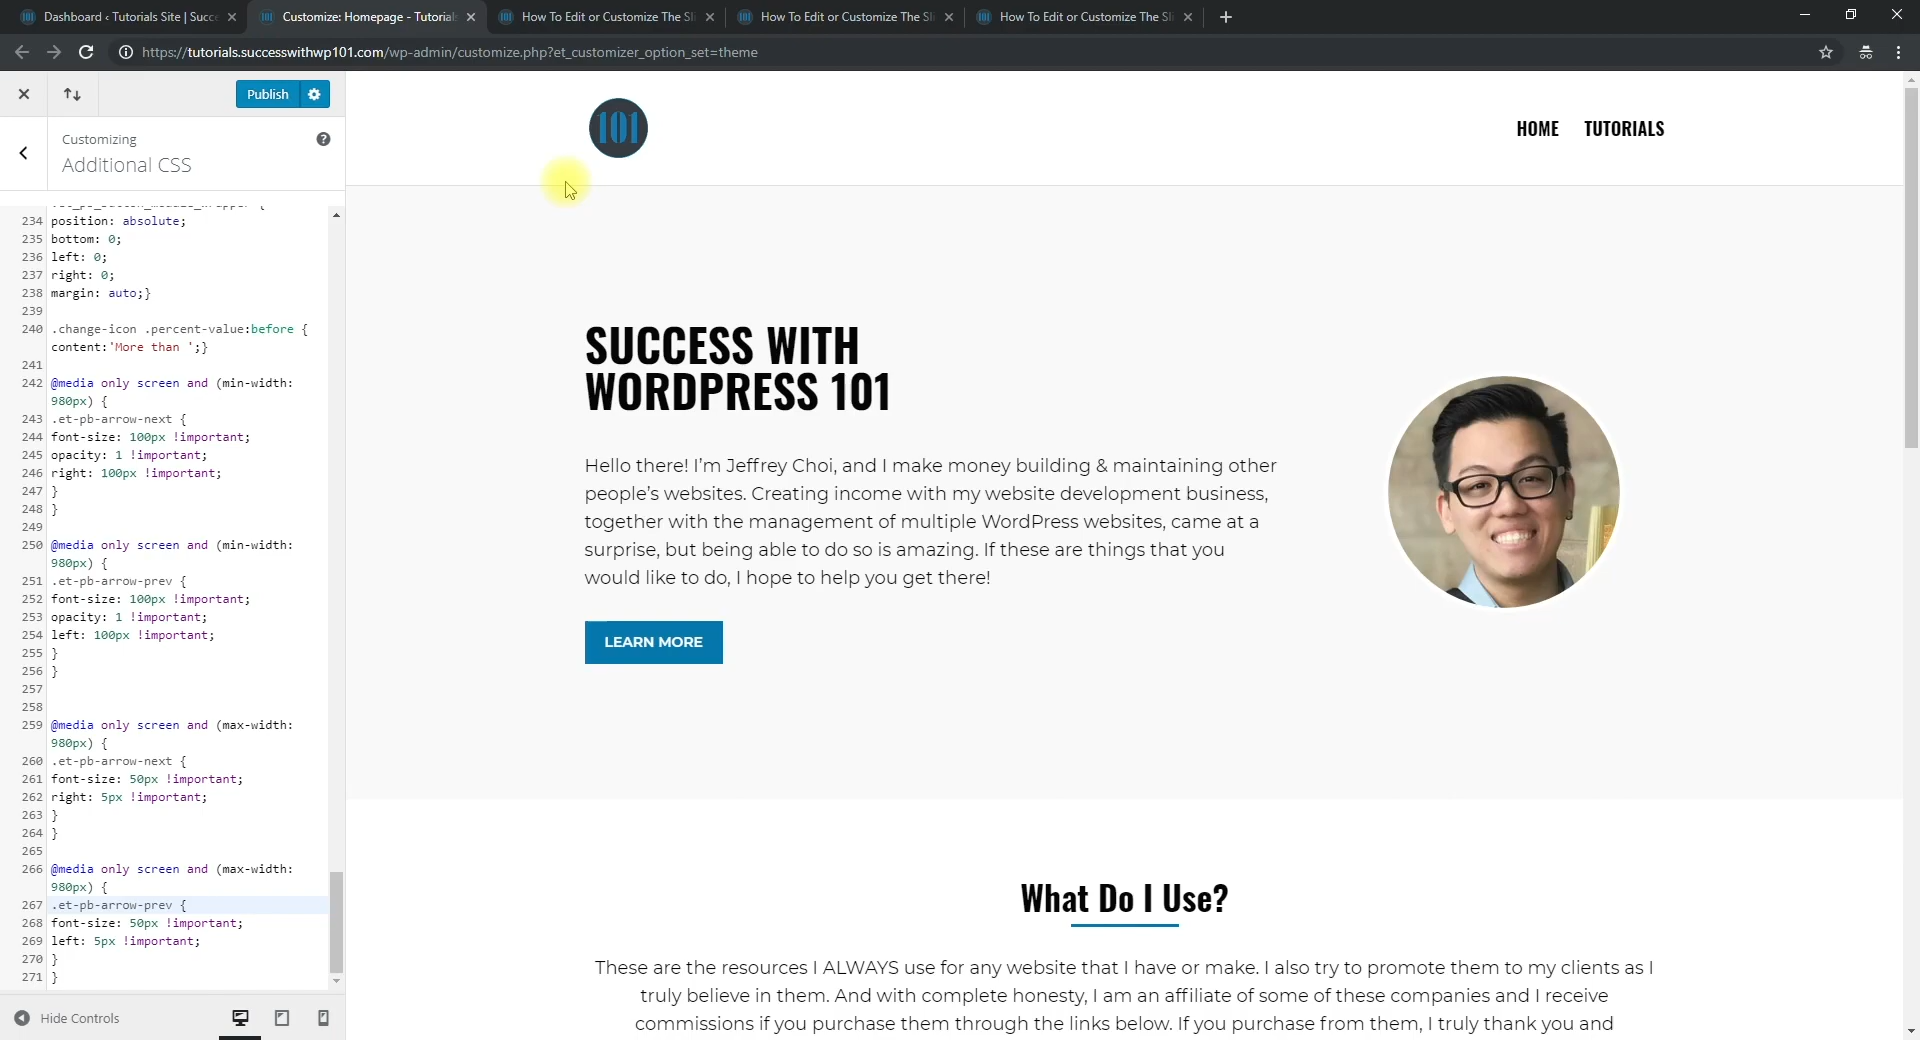 Dashboard ‹ Tutorials Site | Succe
Customize: Homepage - Tutorial
How To Edit or Customize The Sli
How To Edit or Customize The Sli
How To Edit or Customize The Sli
https://tutorials.successwithwp101.com/wp-admin/customize.php?et_customizer_option_set=theme
Publish
Customizing
Additional CSS
234 position: absolute;
235 bottom: 0;
236 left: 0;
237 right: 0;
238 margin: auto;}
239
240 .change-icon .percent-value:before {
content:'More than ';}
241
242 @media only screen and (min-width:
980px) {
243 .et-pb-arrow-next {
244 font-size: 100px !important;
245 opacity: 1 !important;
246 right: 100px !important;
247 }
248 }
249
250 @media only screen and (min-width:
980px) {
251 .et-pb-arrow-prev {
252 font-size: 100px !important;
253 opacity: 1 !important;
254 left: 100px !important;
255 }
256 }
257
258
259 @media only screen and (max-width:
980px) {
260 .et-pb-arrow-next {
261 font-size: 50px !important;
262 right: 5px !important;
263 }
264 }
265
266 @media only screen and (max-width:
980px) {
267 .et-pb-arrow-prev {
268 font-size: 50px !important;
269 left: 5px !important;
270 }
271 }
Hide Controls
101
HOME TUTORIALS
SUCCESS WITH
WORDPRESS 101
Hello there! I'm Jeffrey Choi, and I make money building & maintaining other
people's websites. Creating income with my website development business,
together with the management of multiple WordPress websites, came at a
surprise, but being able to do so is amazing. If these are things that you
would like to do, I hope to help you get there!
LEARN MORE
What Do I Use?
These are the resources I ALWAYS use for any website that I have or make. I also try to promote them to my clients as I
truly believe in them. And with complete honesty, I am an affiliate of some of these companies and I receive
commissions if you purchase them through the links below. If you purchase from them, I truly thank you and